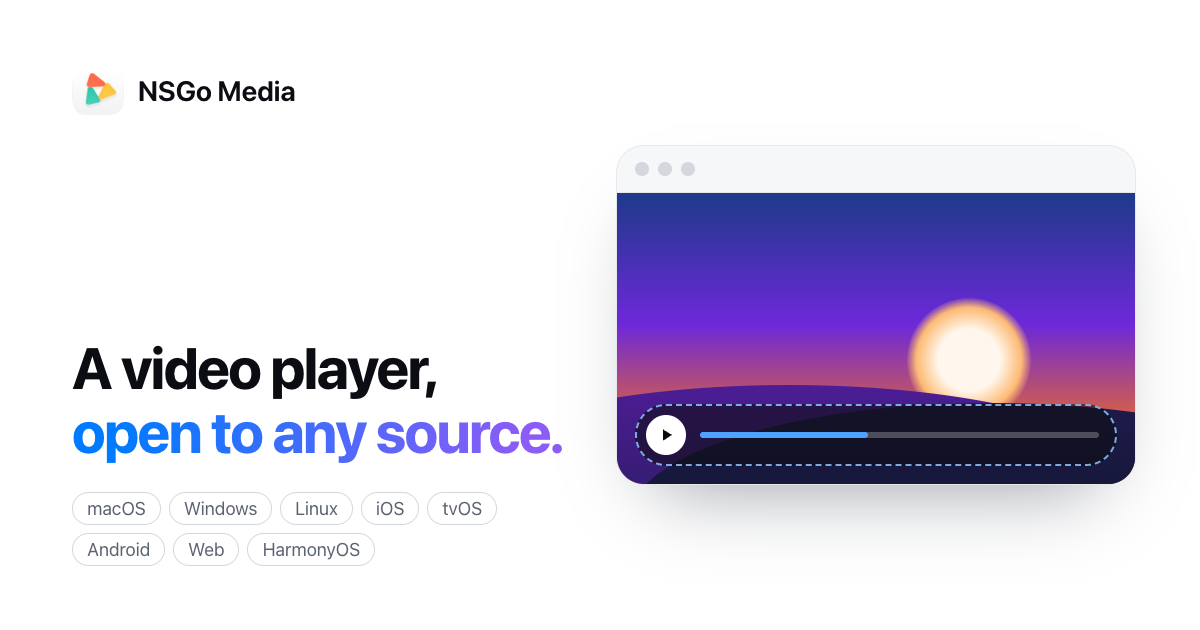 NSGo Media
A video player,
open to any source.
macOS Windows Linux iOS tvOS
Android Web HarmonyOS